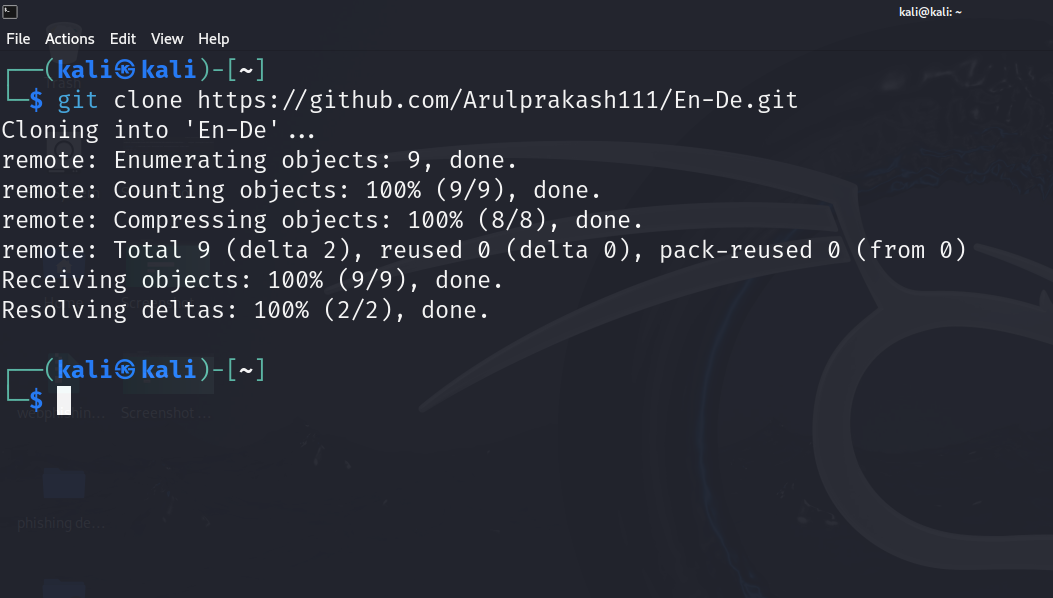 kali@kali: ~
File Actions Edit View Help
┌──(kali㉿kali)-[~]
└─$ git clone https://github.com/Arulprakash111/En-De.git
Cloning into 'En-De'...
remote: Enumerating objects: 9, done.
remote: Counting objects: 100% (9/9), done.
remote: Compressing objects: 100% (8/8), done.
remote: Total 9 (delta 2), reused 0 (delta 0), pack-reused 0 (from 0)
Receiving objects: 100% (9/9), done.
Resolving deltas: 100% (2/2), done.
┌──(kali㉿kali)-[~]
└─$
Screenshot ...
phishing de...